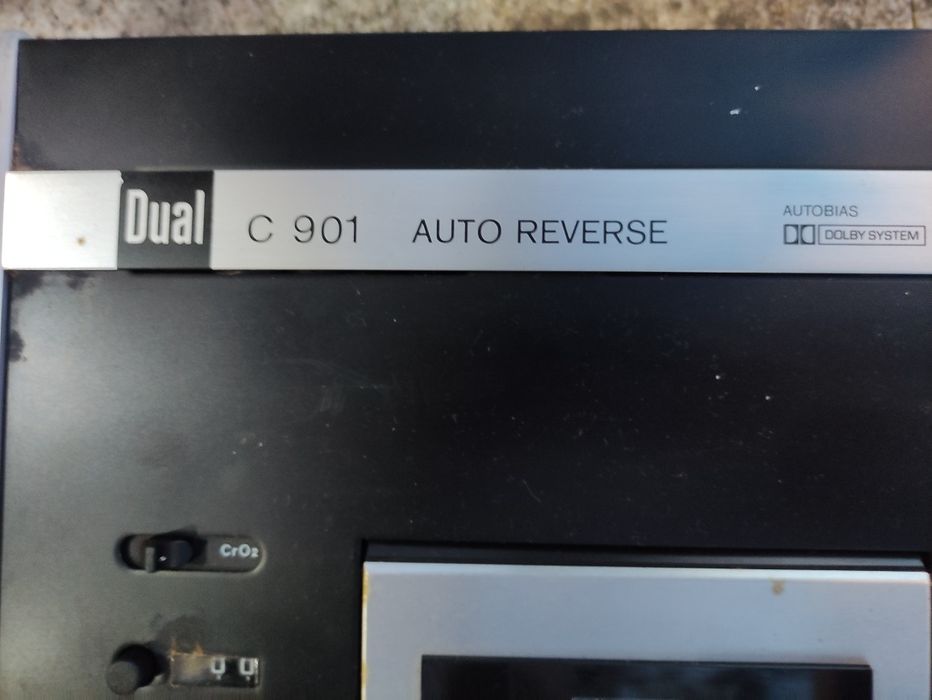 Dual C 901 AUTO REVERSE
AUTOBIAS
DOLBY SYSTEM
CrO₂